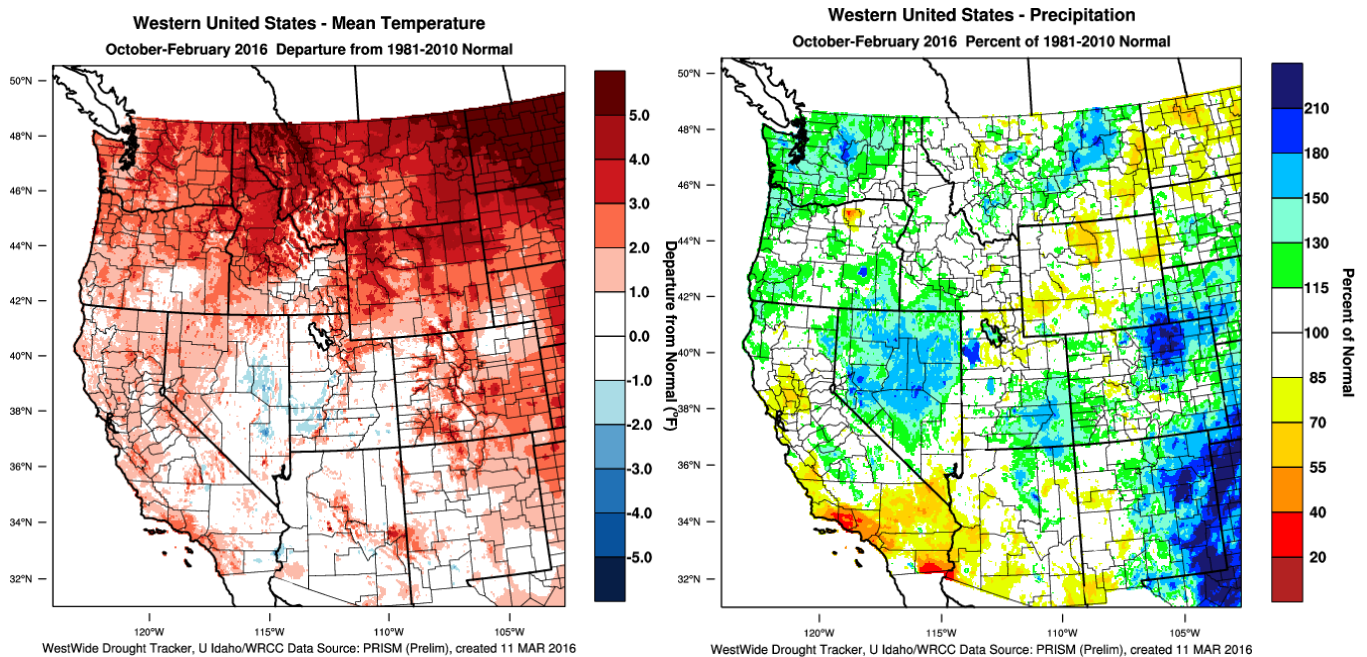 Western United States - Mean Temperature
October-February 2016 Departure from 1981-2010 Normal
50°N
48°N
46°N
44°N
42°N
40°N
38°N
36°N
34°N
32°N
120°W
115°W
110°W
105°W
5.0
4.0
3.0
2.0
1.0
0.0
-1.0
-2.0
-3.0
-4.0
-5.0
Departure from Normal (°F)
WestWide Drought Tracker, U Idaho/WRCC Data Source: PRISM (Prelim), created 11 MAR 2016
Western United States - Precipitation
October-February 2016 Percent of 1981-2010 Normal
50°N
48°N
46°N
44°N
42°N
40°N
38°N
36°N
34°N
32°N
120°W
115°W
110°W
105°W
210
180
150
130
115
100
85
70
55
40
20
Percent of Normal
WestWide Drought Tracker, U Idaho/WRCC Data Source: PRISM (Prelim), created 11 MAR 2016